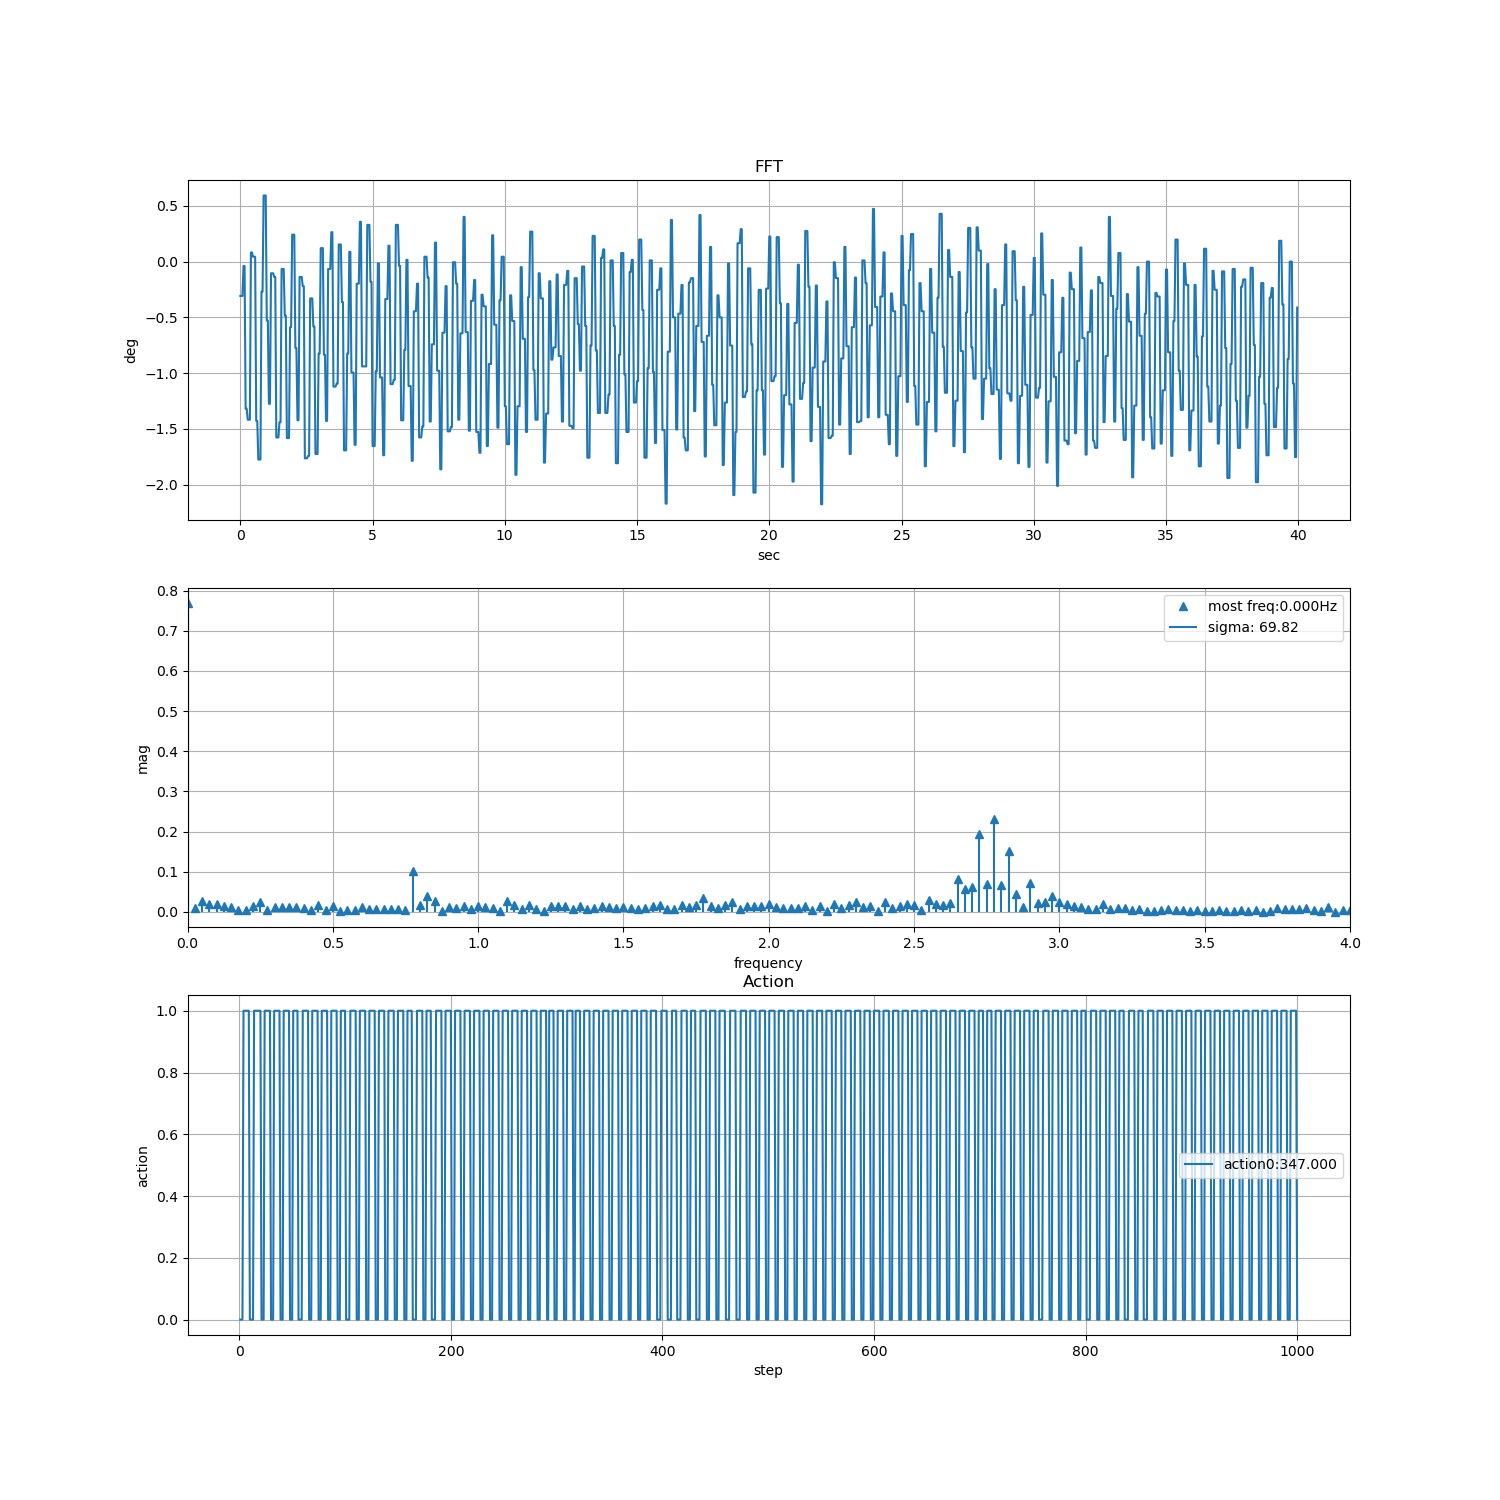 FFT
0.5
0.0
−0.5
−1.0
−1.5
−2.0
deg
0 5 10 15 20 25 30 35 40
sec
0.8
0.7
0.6
0.5
0.4
0.3
0.2
0.1
0.0
mag
most freq:0.000Hz
sigma: 69.82
0.0 0.5 1.0 1.5 2.0 2.5 3.0 3.5 4.0
frequency
Action
1.0
0.8
0.6
0.4
0.2
0.0
action
action0:347.000
0 200 400 600 800 1000
step